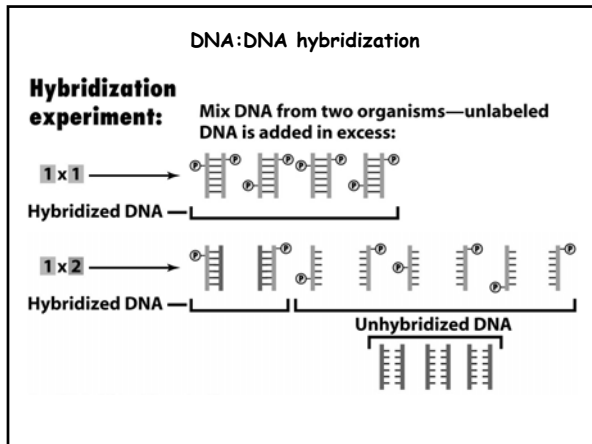 DNA:DNA hybridization
Hybridization
experiment:
Mix DNA from two organisms—unlabeled
DNA is added in excess:
1 x 1
P P P P P P P
Hybridized DNA
1 x 2
P P P P P P P P
Hybridized DNA
Unhybridized DNA